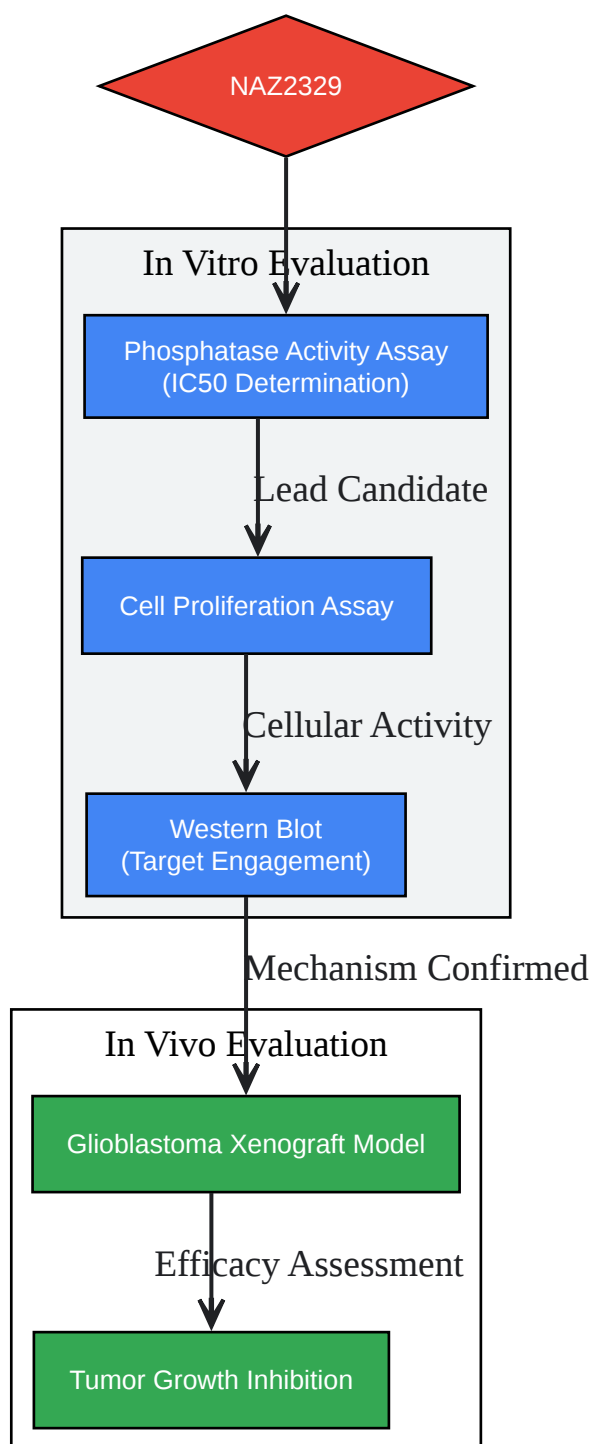 NAZ2329
In Vitro Evaluation
Phosphatase Activity Assay
(IC50 Determination)
Lead Candidate
Cell Proliferation Assay
Cellular Activity
Western Blot
(Target Engagement)
Mechanism Confirmed
In Vivo Evaluation
Glioblastoma Xenograft Model
Efficacy Assessment
Tumor Growth Inhibition